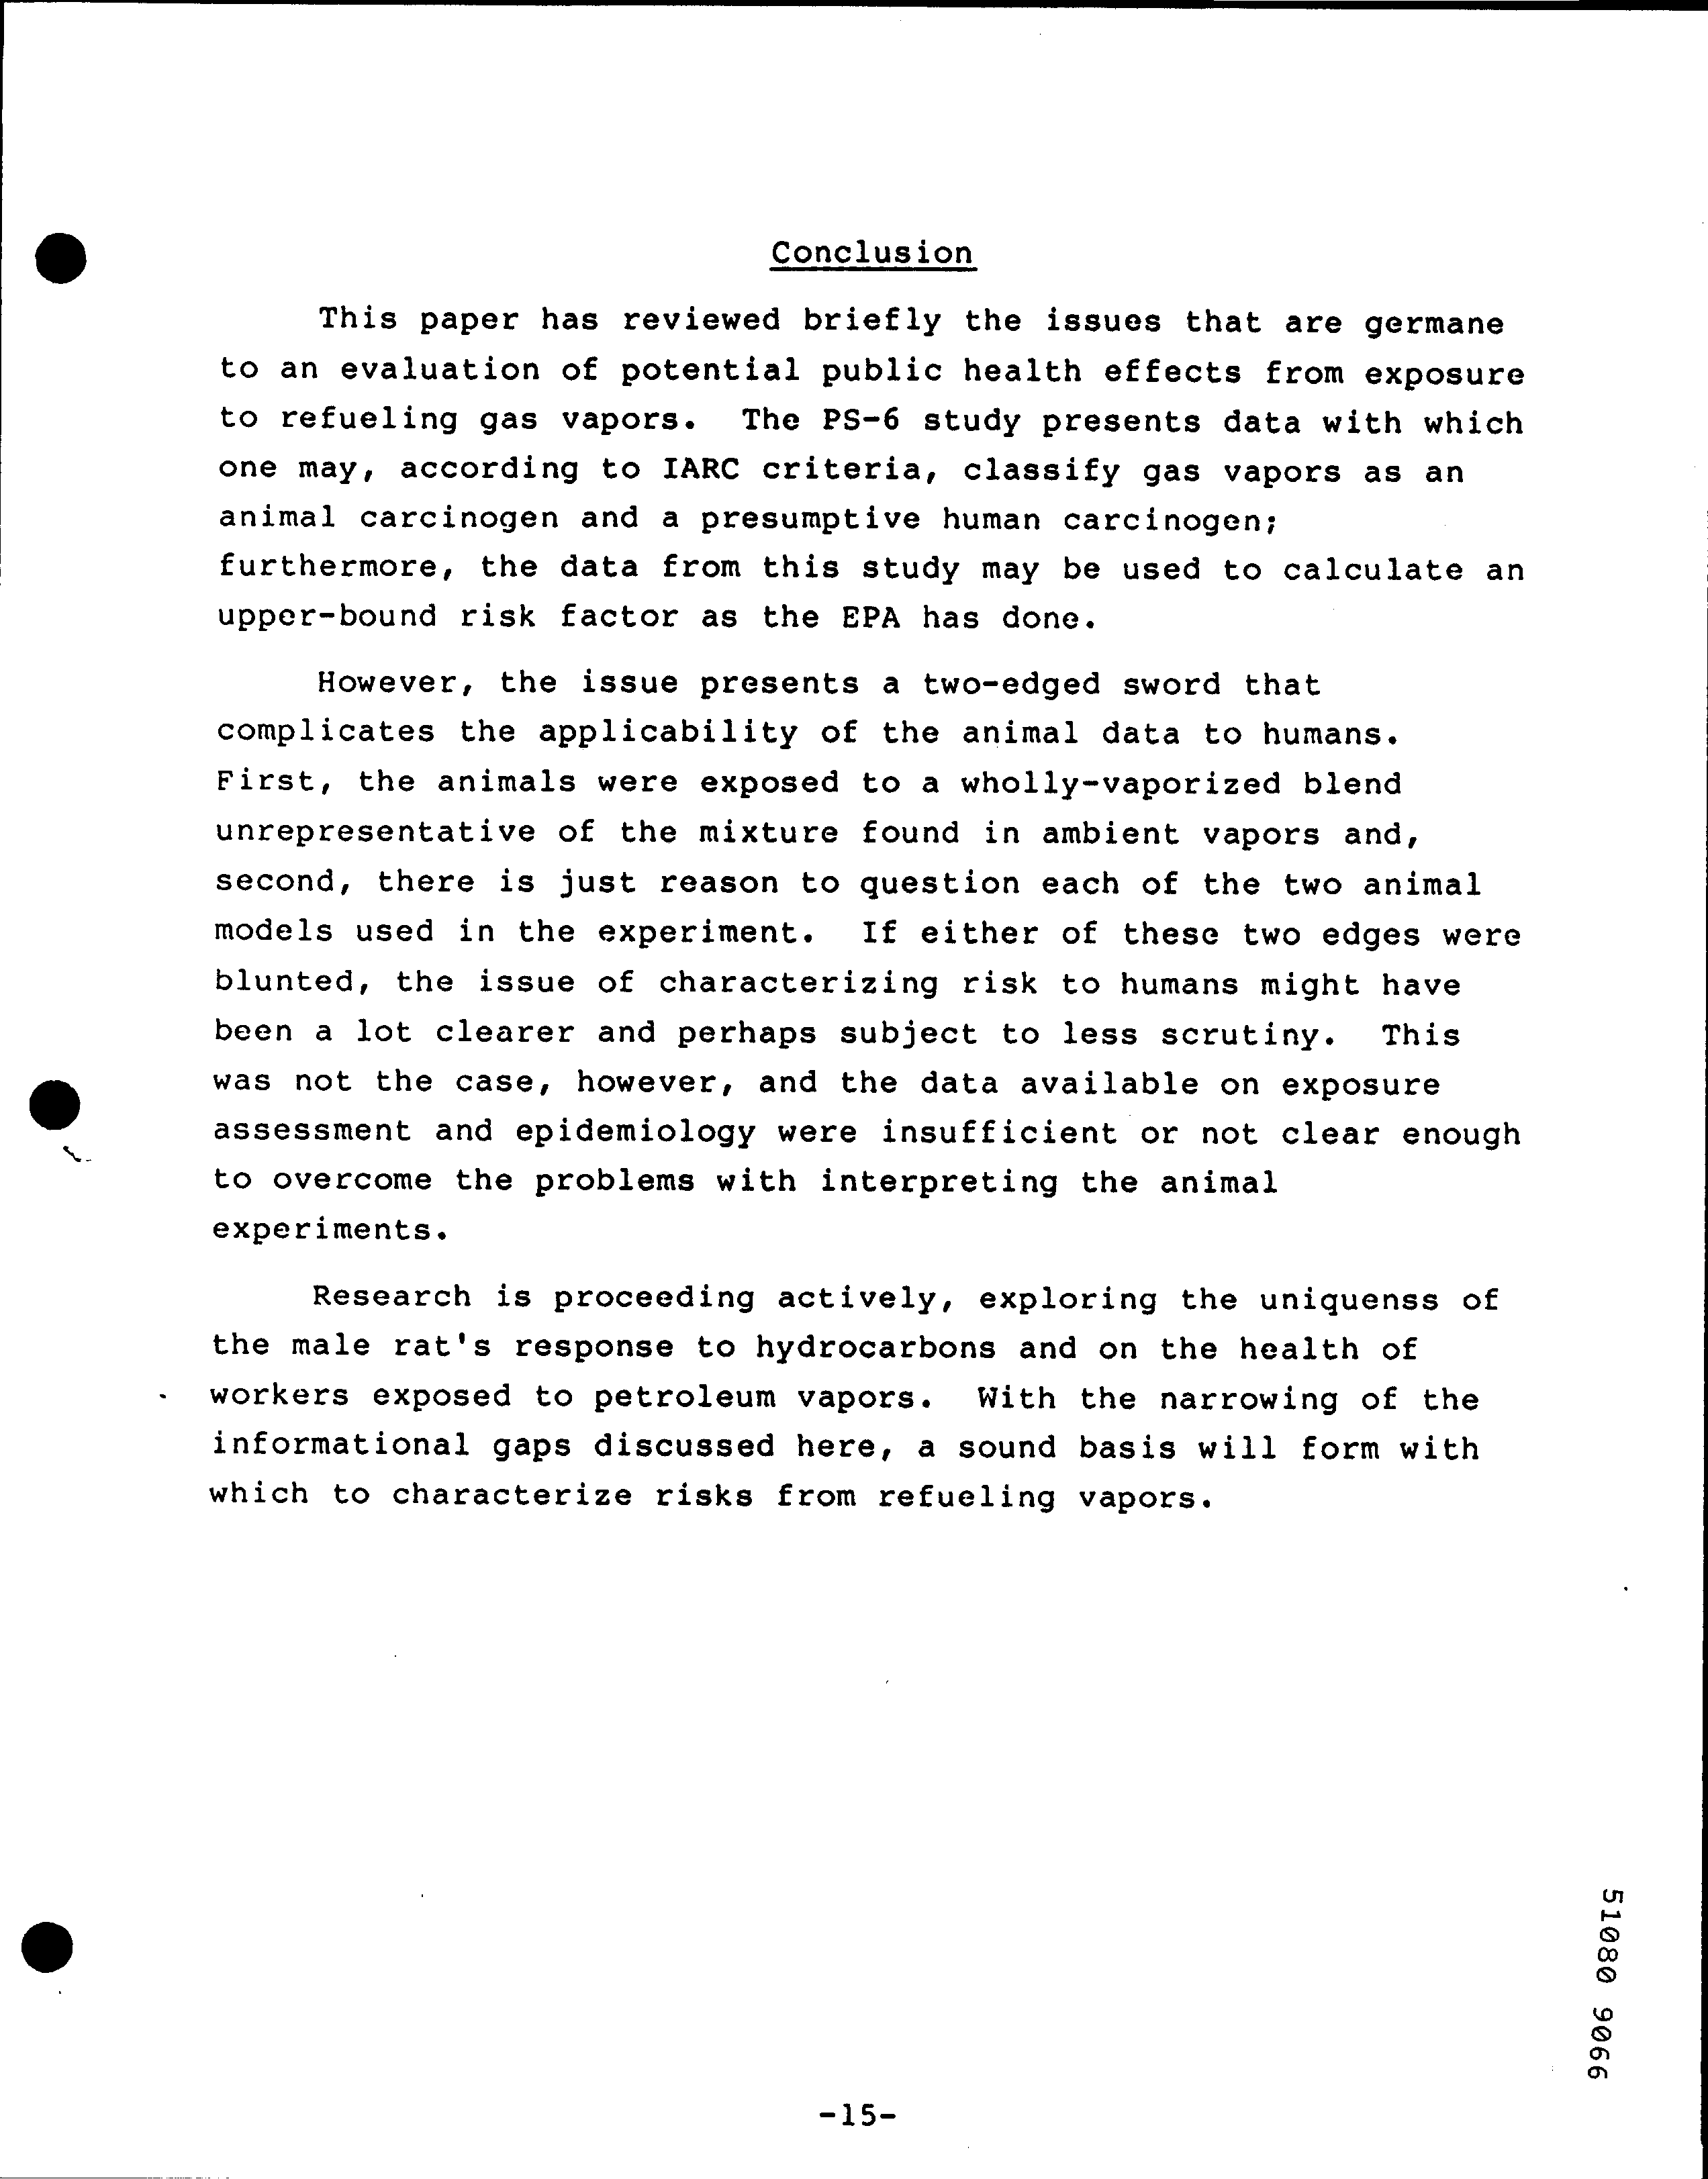 Conclusion
This paper has reviewed briefly the issues that are germane
to an evaluation of potential public health effects from exposure
to refueling gas vapors. The PS-6 study presents data with which
one may, according to IARC criteria, classify gas vapors as an
animal carcinogen and a presumptive human carcinogen;
furthermore, the data from this study may be used to calculate an
upper-bound risk factor as the EPA has done.
However, the issue presents a two-edged sword that
complicates the applicability of the animal data to humans.
First, the animals were exposed to a wholly-vaporized blend
unrepresentative of the mixture found in ambient vapors and,
second, there is just reason to question each of the two animal
models used in the experiment. If either of these two edges were
blunted, the issue of characterizing risk to humans might have
been a lot clearer and perhaps subject to less scrutiny. This
was not the case, however, and the data available on exposure
assessment and epidemiology were insufficient or not clear enough
to overcome the problems with interpreting the animal
experiments.
Research is proceeding actively, exploring the uniquenss of
the male rat's response to hydrocarbons and on the health of
workers exposed to petroleum vapors. With the narrowing of the
informational gaps discussed here, a sound basis will form with
which to characterize risks from refueling vapors.
51080 9066
-15-